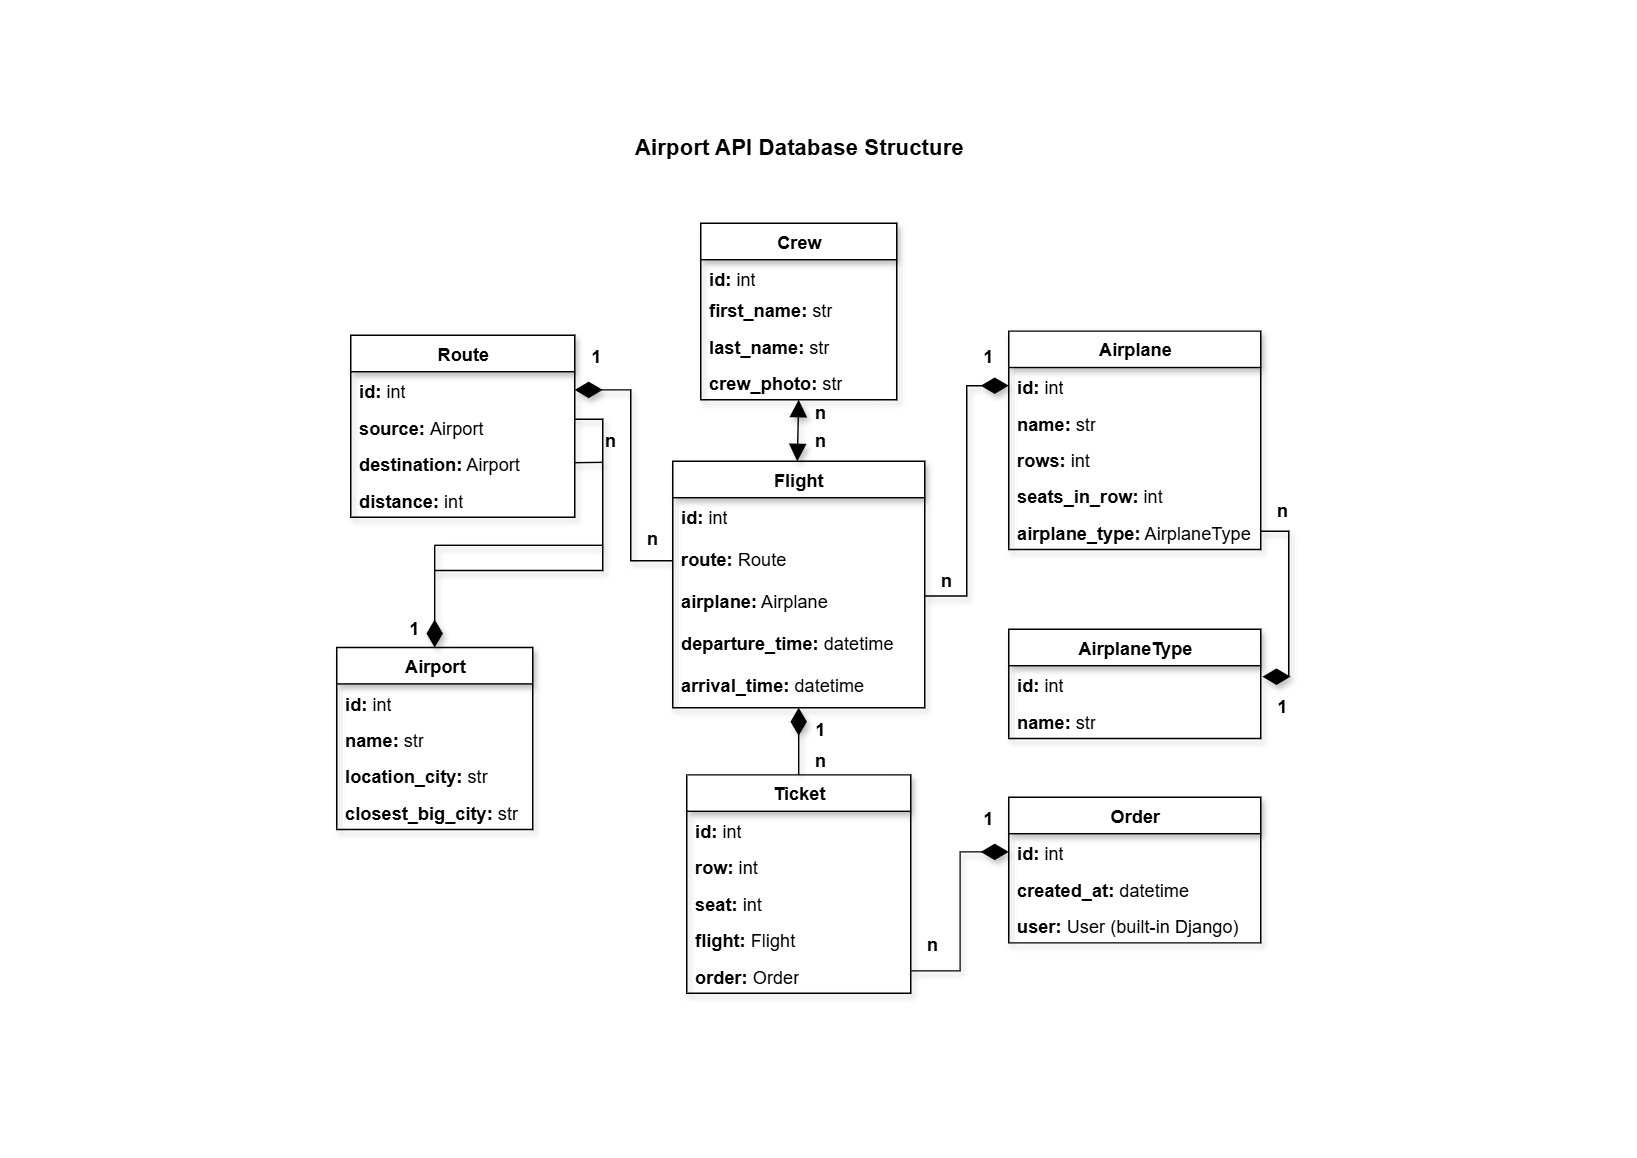 Airport API Database Structure
Crew
id: int
first_name: str
last_name: str
crew_photo: str
n
n
Route
id: int
source: Airport
destination: Airport
distance: int
1
n
n
Airport
1
id: int
name: str
location_city: str
closest_big_city: str
Flight
id: int
route: Route
airplane: Airplane
departure_time: datetime
arrival_time: datetime
1
n
Airplane
1
id: int
name: str
rows: int
seats_in_row: int
airplane_type: AirplaneType
n
n
AirplaneType
id: int
name: str
1
Ticket
id: int
row: int
seat: int
flight: Flight
order: Order
n
Order
1
id: int
created_at: datetime
user: User (built-in Django)